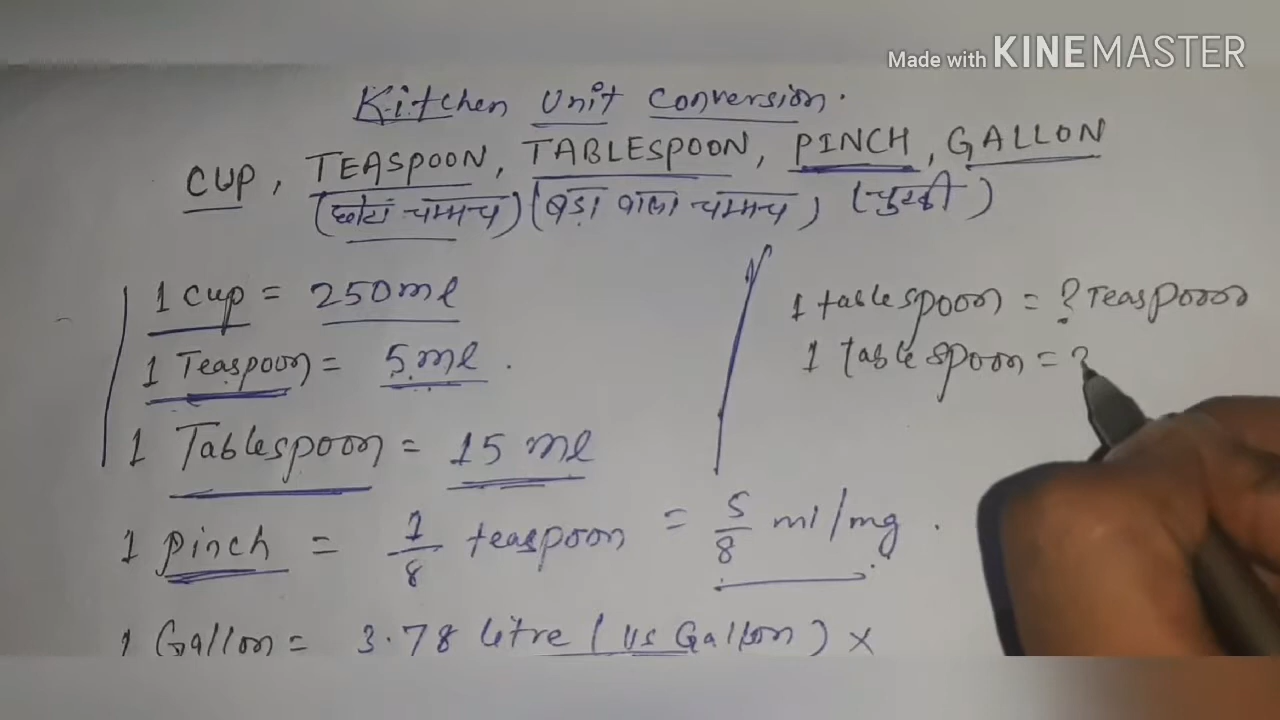 Made with KINEMASTER
Kitchen Unit Conversion.
CUP, TEASPOON, TABLESPOON, PINCH, GALLON
(छोटा चम्मच) (बड़ा वाला चम्मच) (चुटकी)
1 Cup = 250 ml
1 Teaspoon = 5 ml.
1 Tablespoon = 15 ml
1 pinch = 1/8 teaspoon = 5/8 ml/mg.
1 Gallon = 3.78 litre (US Gallon) x
1 tablespoon = ? Teaspoon
1 Tablespoon = ?